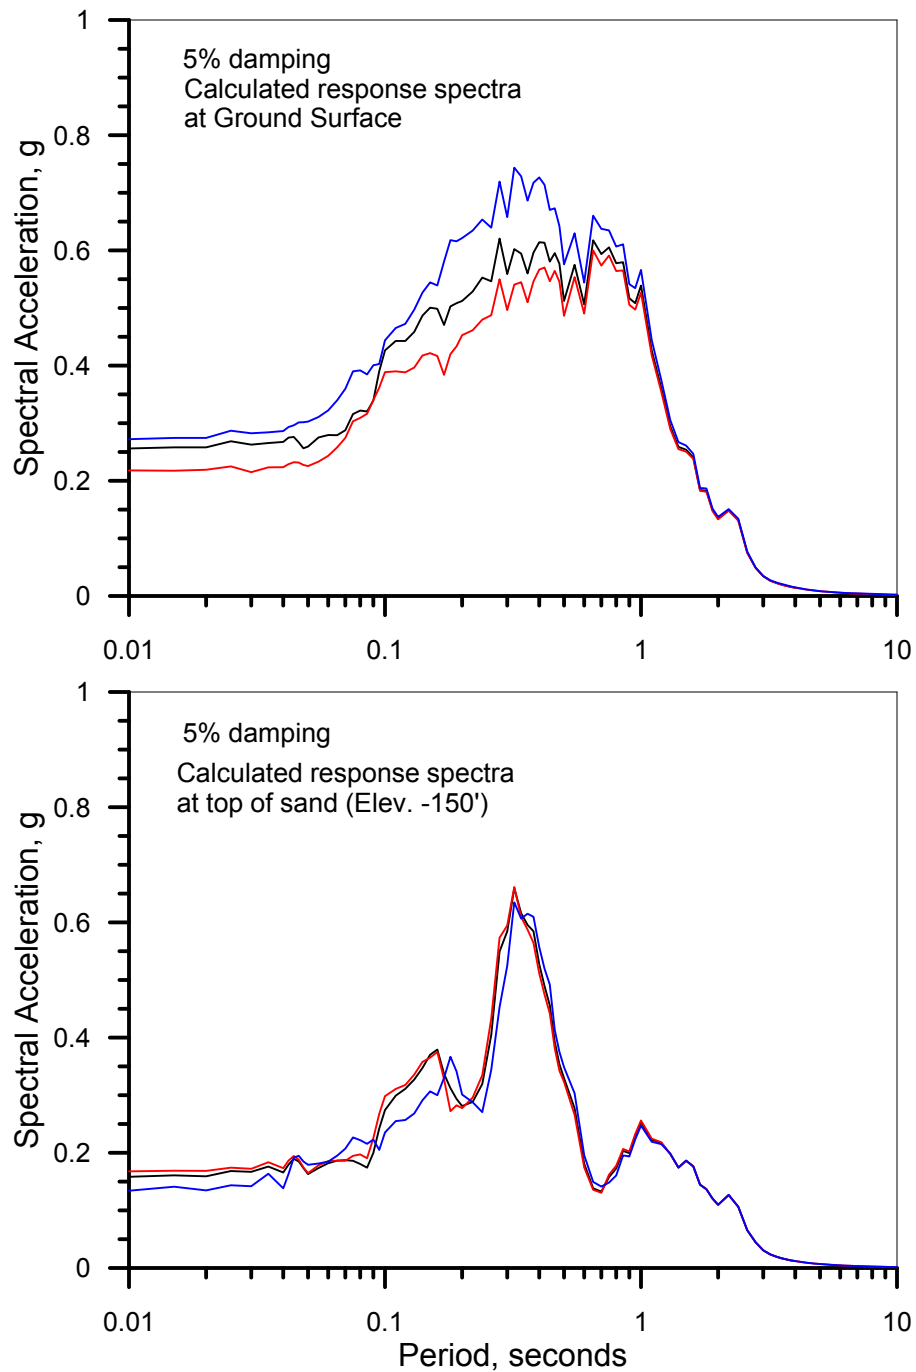 1
0.8
0.6
0.4
0.2
0
Spectral Acceleration, g
5% damping
Calculated response spectra
at Ground Surface
0.01
0.1
1
10
1
0.8
0.6
0.4
0.2
0
Spectral Acceleration, g
5% damping
Calculated response spectra
at top of sand (Elev. -150')
0.01
0.1
1
10
Period, seconds